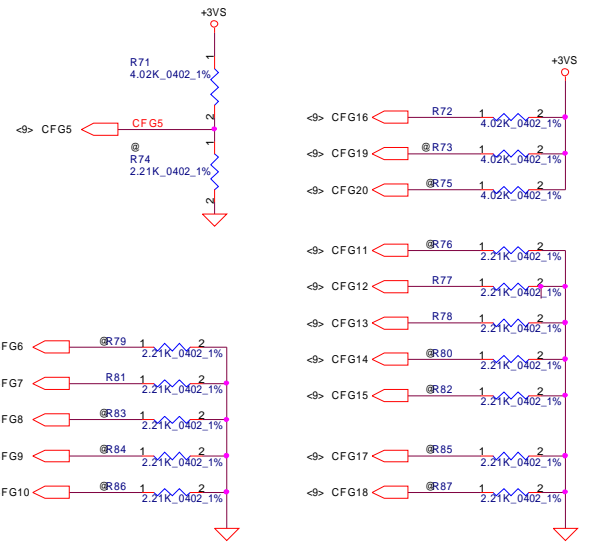 +3VS
R71
4.02K_0402_1%
1
2
<9> CFG5
CFG5
@
R74
2.21K_0402_1%
1
2
+3VS
<9> CFG16 R72 1 2
4.02K_0402_1%
<9> CFG19 @R73 1 2
4.02K_0402_1%
<9> CFG20 @R75 1 2
4.02K_0402_1%
<9> CFG11 @R76 1 2
2.21K_0402_1%
<9> CFG12 R77 1 2
2.21K_0402_1%
<9> CFG13 R78 1 2
2.21K_0402_1%
<9> CFG14 @R80 1 2
2.21K_0402_1%
<9> CFG15 @R82 1 2
2.21K_0402_1%
<9> CFG17 @R85 1 2
2.21K_0402_1%
<9> CFG18 @R87 1 2
2.21K_0402_1%
FG6 @R79 1 2
2.21K_0402_1%
FG7 R81 1 2
2.21K_0402_1%
FG8 @R83 1 2
2.21K_0402_1%
FG9 @R84 1 2
2.21K_0402_1%
FG10 @R86 1 2
2.21K_0402_1%